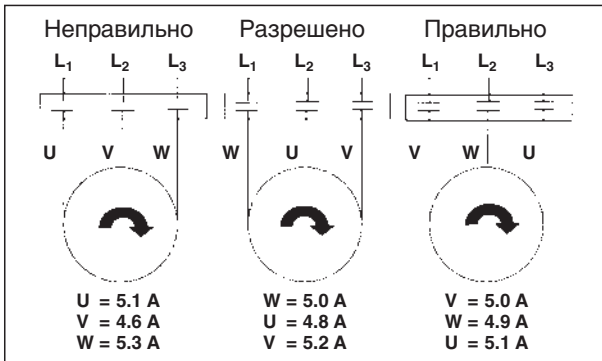 Неправильно Разрешено Правильно
L₁ L₂ L₃ L₁ L₂ L₃ L₁ L₂ L₃
U V W W U V V W U
U = 5.1 A W = 5.0 A V = 5.0 A
V = 4.6 A U = 4.8 A W = 4.9 A
W = 5.3 A V = 5.2 A U = 5.1 A